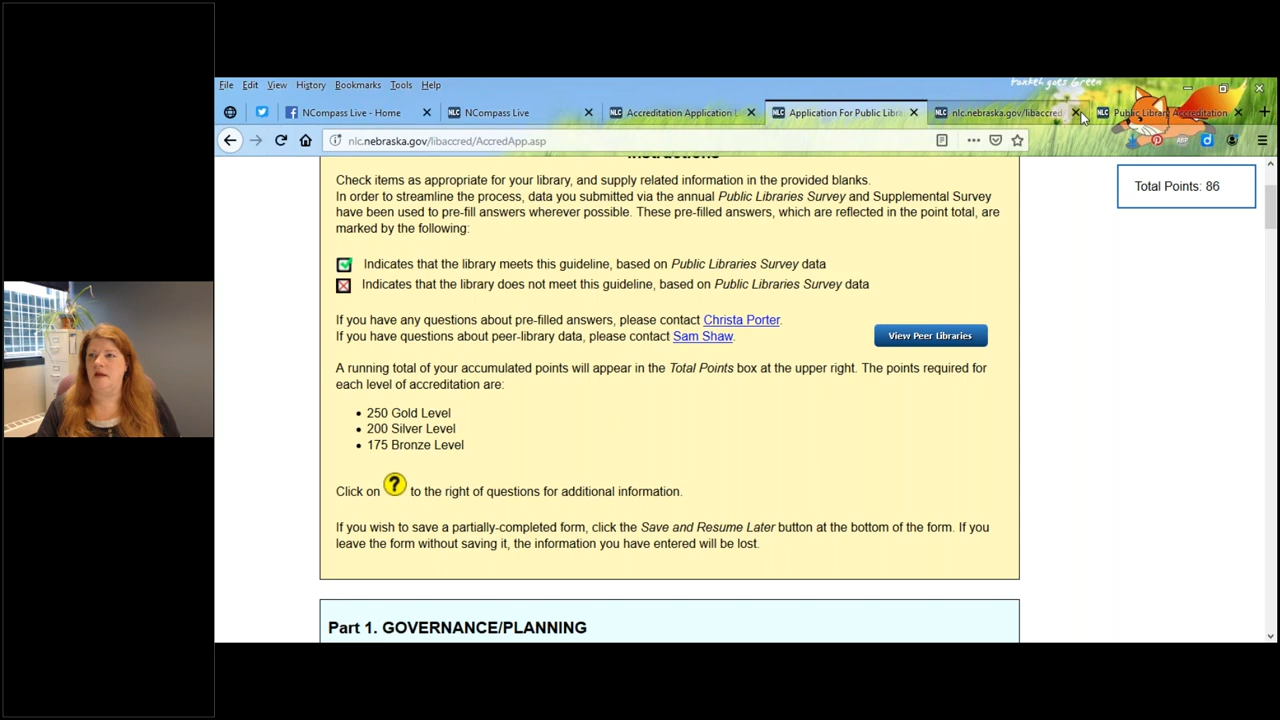 Foxkeh goes Green
File Edit View History Bookmarks Tools Help
NCompass Live - Home
NLC NCompass Live
NLC Accreditation Application
NLC Application For Public Libra
NLC nlc.nebraska.gov/libaccred
NLC Public Library Accreditation
nlc.nebraska.gov/libaccred/AccredApp.asp
Total Points: 86
Instructions
Check items as appropriate for your library, and supply related information in the provided blanks.
In order to streamline the process, data you submitted via the annual Public Libraries Survey and Supplemental Survey
have been used to pre-fill answers wherever possible. These pre-filled answers, which are reflected in the point total, are
marked by the following:
Indicates that the library meets this guideline, based on Public Libraries Survey data
Indicates that the library does not meet this guideline, based on Public Libraries Survey data
If you have any questions about pre-filled answers, please contact Christa Porter.
If you have questions about peer-library data, please contact Sam Shaw.
View Peer Libraries
A running total of your accumulated points will appear in the Total Points box at the upper right. The points required for
each level of accreditation are:
• 250 Gold Level
• 200 Silver Level
• 175 Bronze Level
Click on ? to the right of questions for additional information.
If you wish to save a partially-completed form, click the Save and Resume Later button at the bottom of the form. If you
leave the form without saving it, the information you have entered will be lost.
Part 1. GOVERNANCE/PLANNING